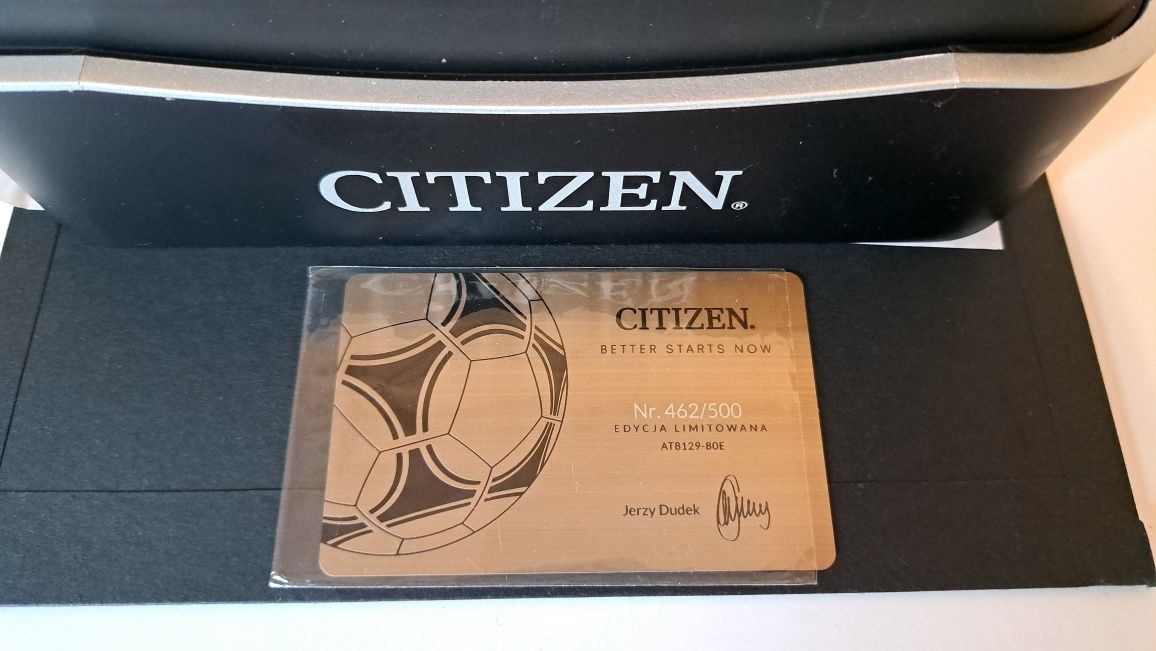 CITIZEN®
CITIZEN.
BETTER STARTS NOW
Nr. 462/500
EDYCJA LIMITOWANA
AT8129-80E
Jerzy Dudek